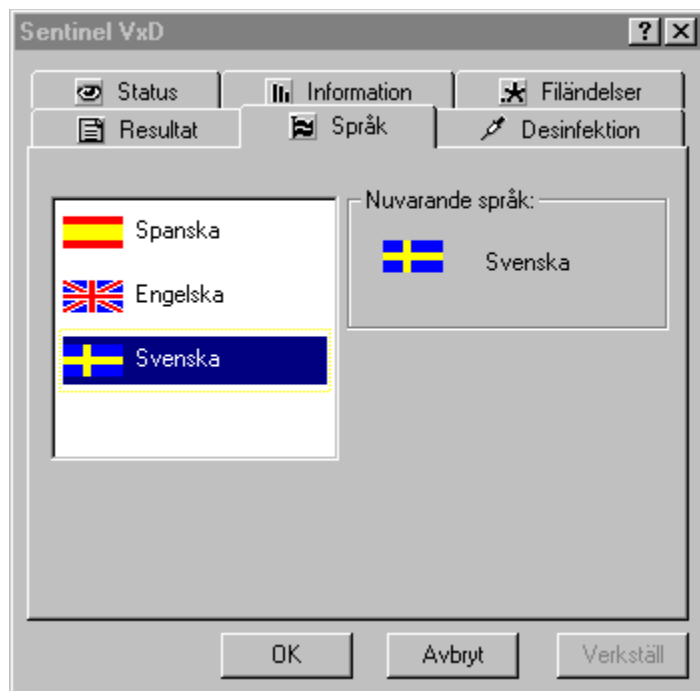 Sentinel VxD
Status Information Filändelser
Resultat Språk Desinfektion
Spanska
Engelska
Svenska
Nuvarande språk:
Svenska
OK Avbryt Verkställ